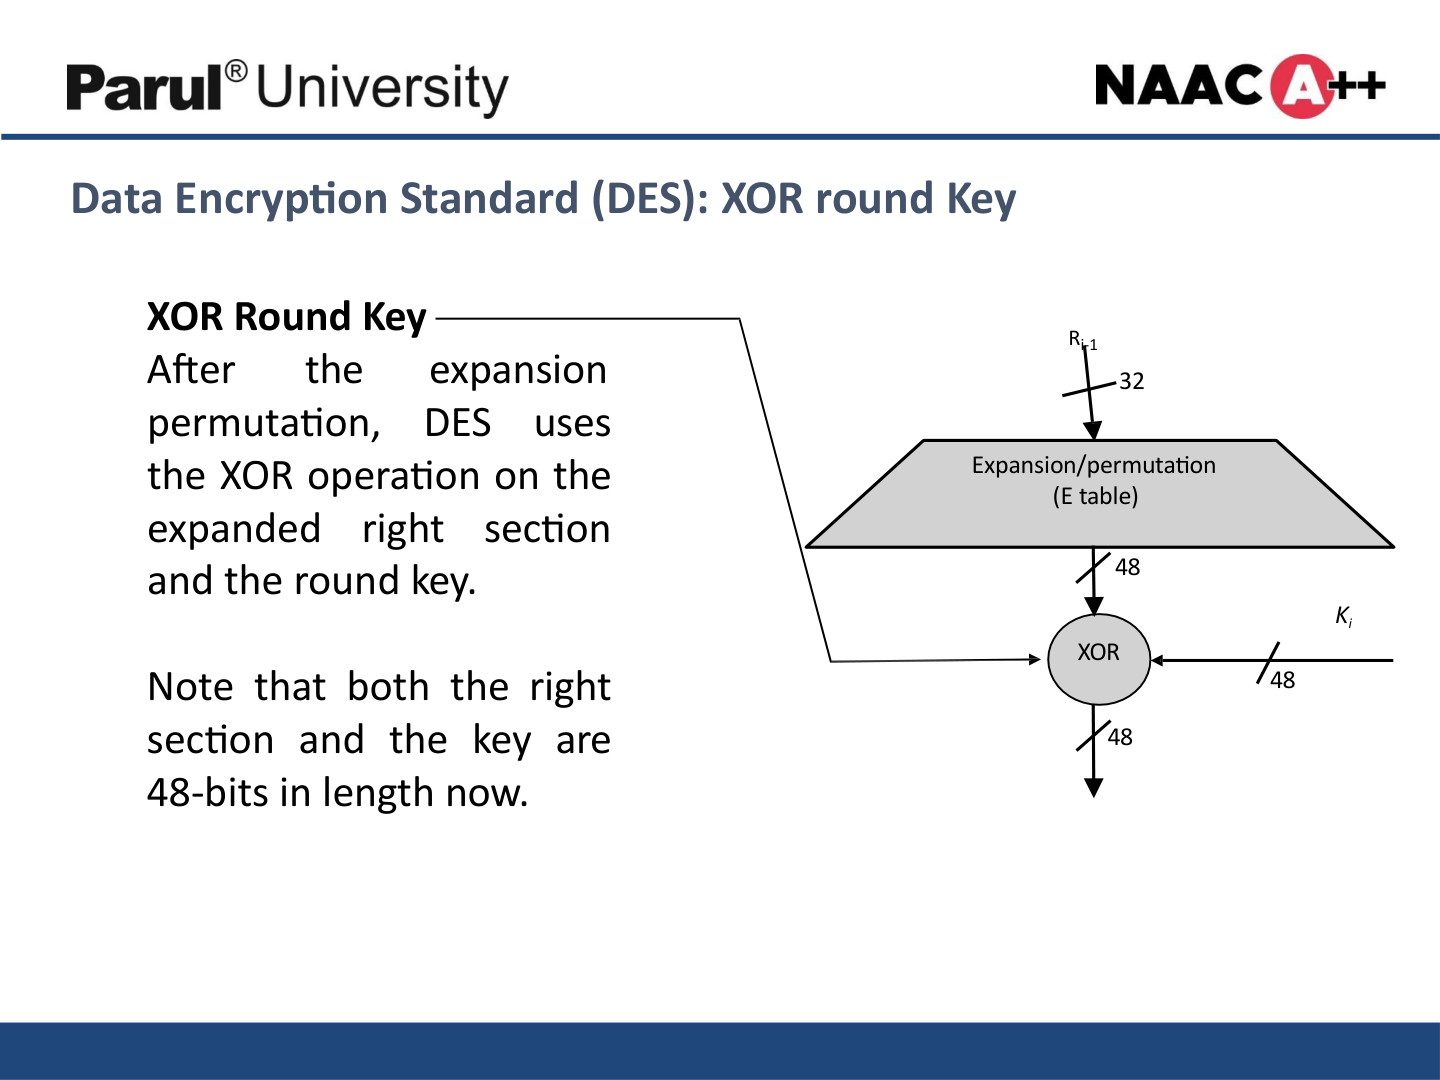 Parul® University
NAAC A++
Data Encryption Standard (DES): XOR round Key
XOR Round Key
After the expansion
permutation, DES uses
the XOR operation on the
expanded right section
and the round key.
Note that both the right
section and the key are
48-bits in length now.
Ri-1
32
Expansion/permutation
(E table)
48
Ki
XOR
48
48